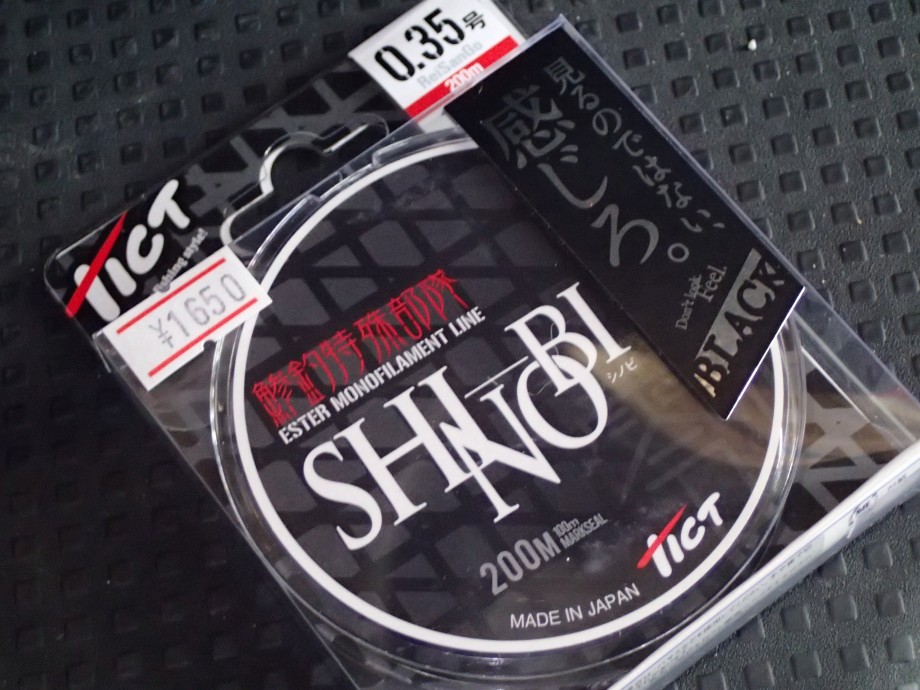 0.35号
ReiSanGo
200m
見るのではない。
感じろ。
Don't look
Feel.
BLACK
TICT
fishing style!
¥1650
鯵釣特殊部隊
ESTER MONOFILAMENT LINE
SHINOBI
シノビ
200M 100m MARKSEAL
TICT
MADE IN JAPAN